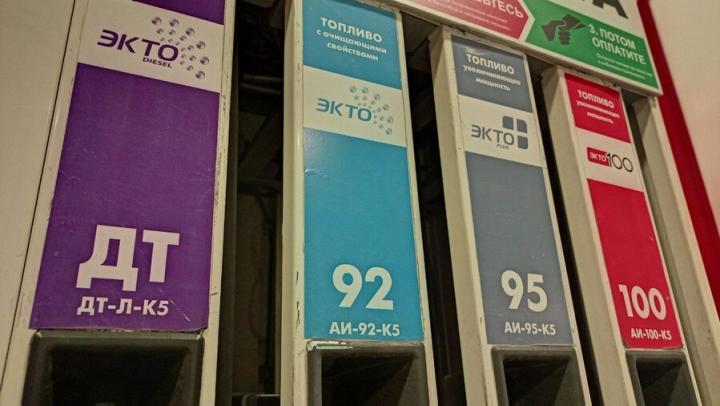 ЭКТО
DIESEL
ДТ
ДТ-Л-К5
ТОПЛИВО
с очищающими
свойствами
ЭКТО
92
АИ-92-К5
ТОПЛИВО
увеличивающее
мощность
ЭКТО
PLUS
95
АИ-95-К5
ТОПЛИВО
увеличивающее
мощность
ЭКТО100
100
АИ-100-К5
3. ПОТОМ
ОПЛАТИТЕ